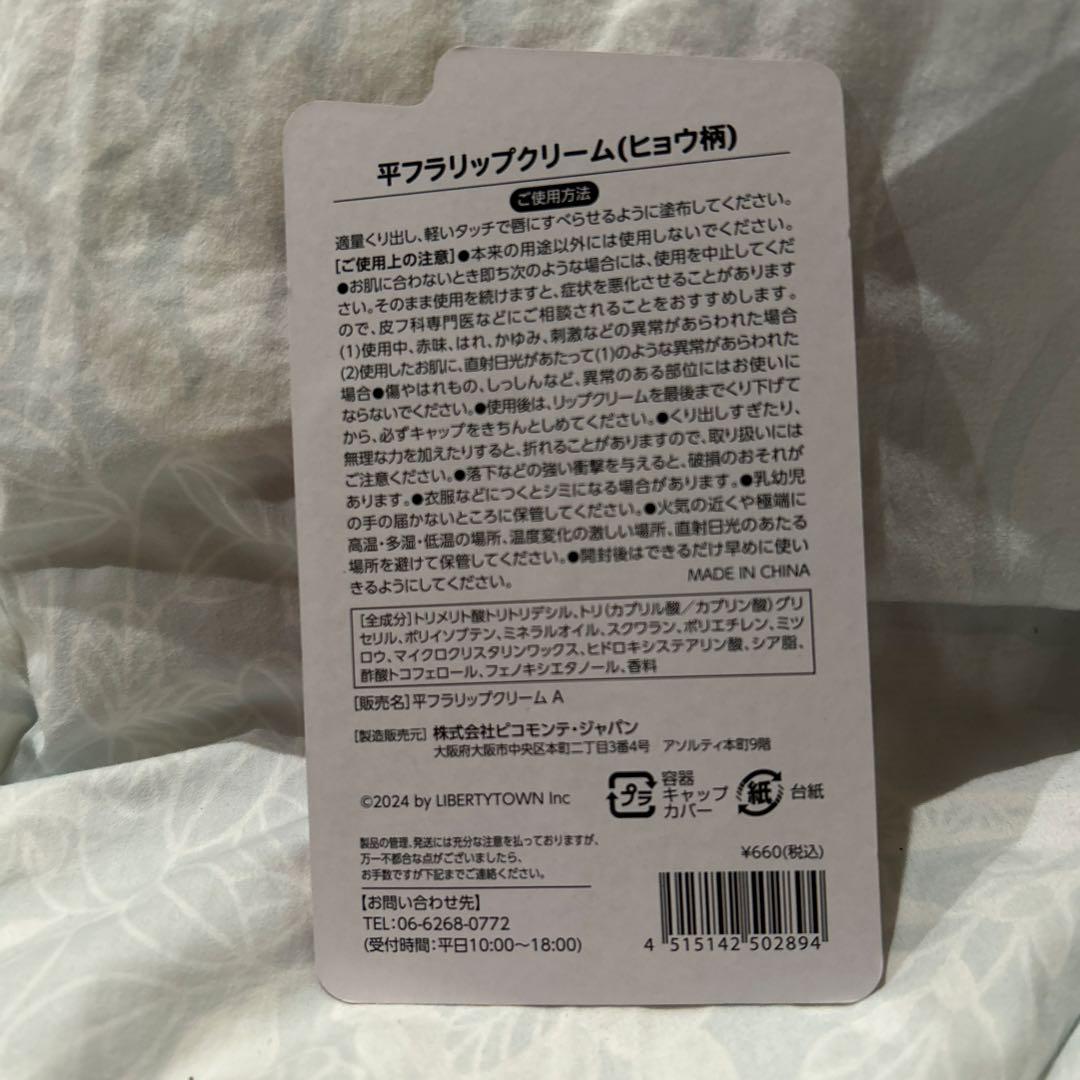 平フラリップクリーム(ヒョウ柄)
ご使用方法
適量くり出し、軽いタッチで唇にすべらせるように塗布してください。
[ご使用上の注意]●本来の用途以外には使用しないでください。
●お肌に合わないとき即ち次のような場合には、使用を中止してくだ
さい。そのまま使用を続けますと、症状を悪化させることがあります
ので、皮フ科専門医などにご相談されることをおすすめします。
(1)使用中、赤味、はれ、かゆみ、刺激などの異常があらわれた場合
(2)使用したお肌に、直射日光があたって(1)のような異常があらわれた
場合●傷やはれもの、しっしんなど、異常のある部位にはお使いに
ならないでください。●使用後は、リップクリームを最後までくり下げて
から、必ずキャップをきちんとしめてください。●くり出しすぎたり、
無理な力を加えたりすると、折れることがありますので、取り扱いには
ご注意ください。●落下などの強い衝撃を与えると、破損のおそれが
あります。●衣服などにつくとシミになる場合があります。●乳幼児
の手の届かないところに保管してください。●火気の近くや極端に
高温・多湿・低温の場所、温度変化の激しい場所、直射日光のあたる
場所を避けて保管してください。●開封後はできるだけ早めに使い
きるようにしてください。
MADE IN CHINA
[全成分]トリメリト酸トリトリデシル、トリ(カプリル酸／カプリン酸)グリ
セリル、ポリイソブテン、ミネラルオイル、スクワラン、ポリエチレン、ミツ
ロウ、マイクロクリスタリンワックス、ヒドロキシステアリン酸、シア脂、
酢酸トコフェロール、フェノキシエタノール、香料
[販売名]平フラリップクリーム A
[製造販売元]株式会社ピコモンテ・ジャパン
大阪府大阪市中央区本町二丁目3番4号 アソルティ本町9階
©2024 by LIBERTYTOWN Inc
プラ
容器
キャップ
カバー
紙
台紙
製品の管理、発送には充分な注意を払っておりますが、
万一不都合な点がございましたら、
お手数ですが下記までご連絡ください。
¥660(税込)
【お問い合わせ先】
TEL：06-6268-0772
(受付時間：平日10:00〜18:00)
4 515142 502894